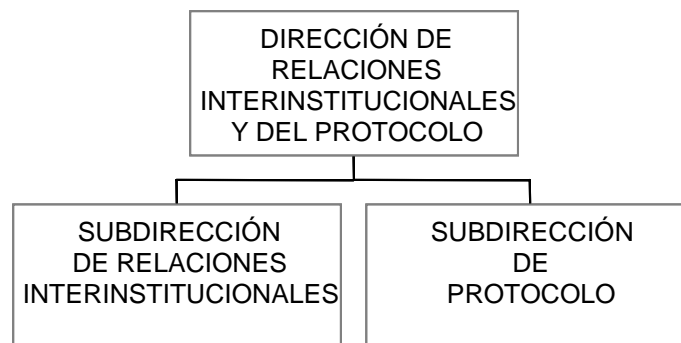 DIRECCIÓN DE
RELACIONES
INTERINSTITUCIONALES
Y DEL PROTOCOLO
SUBDIRECCIÓN
DE RELACIONES
INTERINSTITUCIONALES
SUBDIRECCIÓN
DE
PROTOCOLO